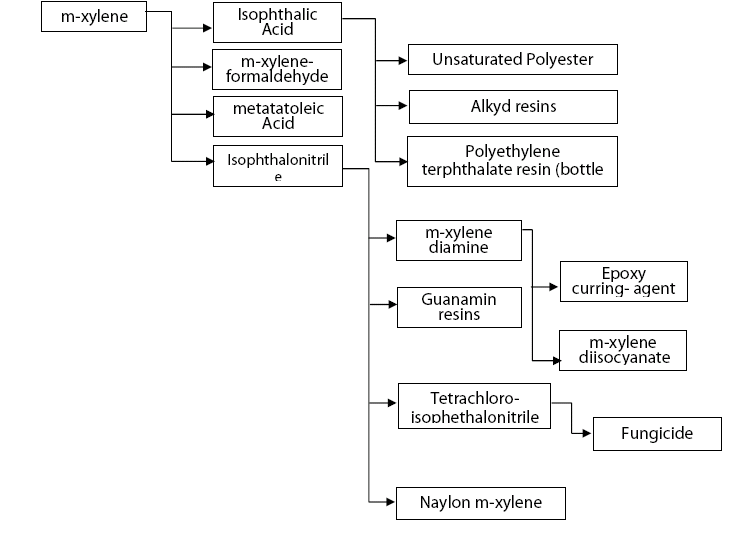 m-xylene
Isophthalic
Acid
m-xylene-
formaldehyde
metatatoleic
Acid
Isophthalonitril
e
Unsaturated Polyester
Alkyd resins
Polyethylene
terphthalate resin (bottle
m-xylene
diamine
Guanamin
resins
Tetrachloro-
isophethalonitrile
Naylon m-xylene
Epoxy
curring- agent
m-xylene
diisocyanate
Fungicide